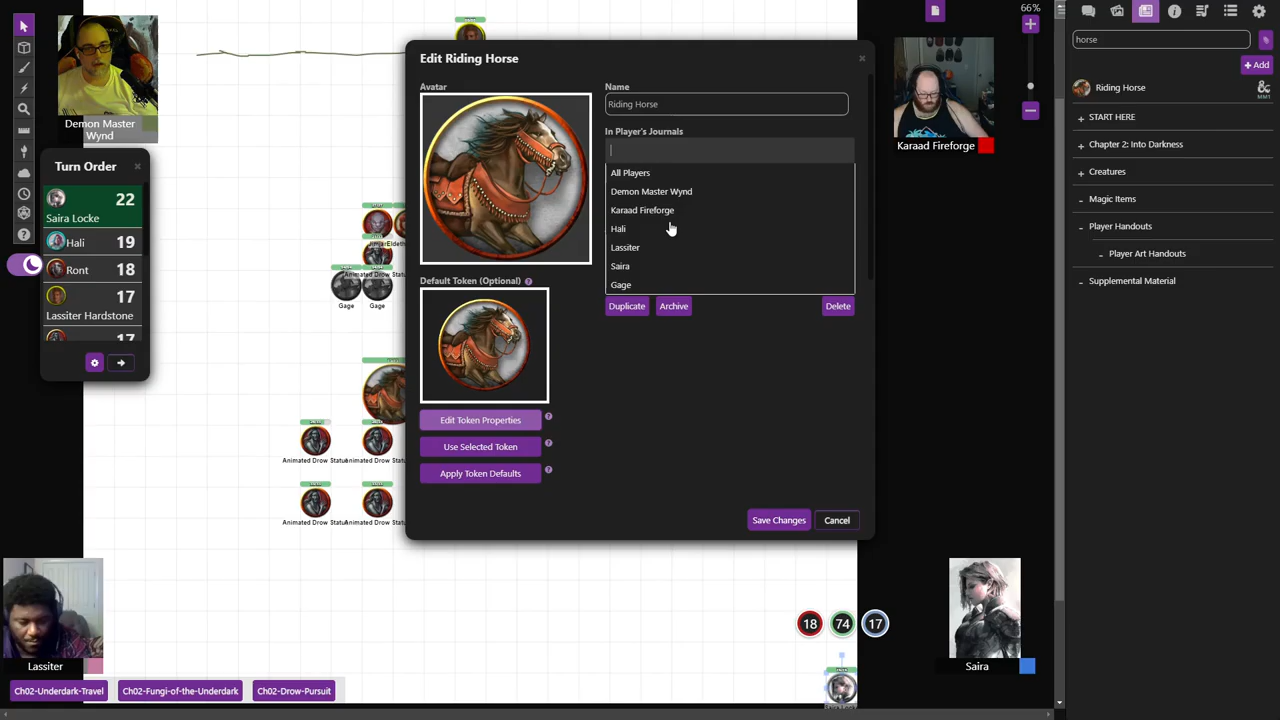 Demon Master
Wynd
Turn Order
22
Saira Locke
Hali 19
Ront 18
17
Lassiter Hardstone
17
Gage
Gage
Animated Drow Statue
Animated Drow Statue
Animated Drow Statue
Animated Drow Statue
Edit Riding Horse
Avatar
Name
Riding Horse
In Player's Journals
All Players
Demon Master Wynd
Karaad Fireforge
Hali
Lassiter
Saira
Gage
Default Token (Optional) ?
Duplicate
Archive
Delete
Edit Token Properties ?
Use Selected Token ?
Apply Token Defaults ?
Save Changes
Cancel
66%
Karaad Fireforge
horse
+ Add
Riding Horse
MM1
+ START HERE
+ Chapter 2: Into Darkness
+ Creatures
- Magic Items
- Player Handouts
- Player Art Handouts
- Supplemental Material
18 74 17
Lassiter
Saira
Ch02-Underdark-Travel
Ch02-Fungi-of-the-Underdark
Ch02-Drow-Pursuit